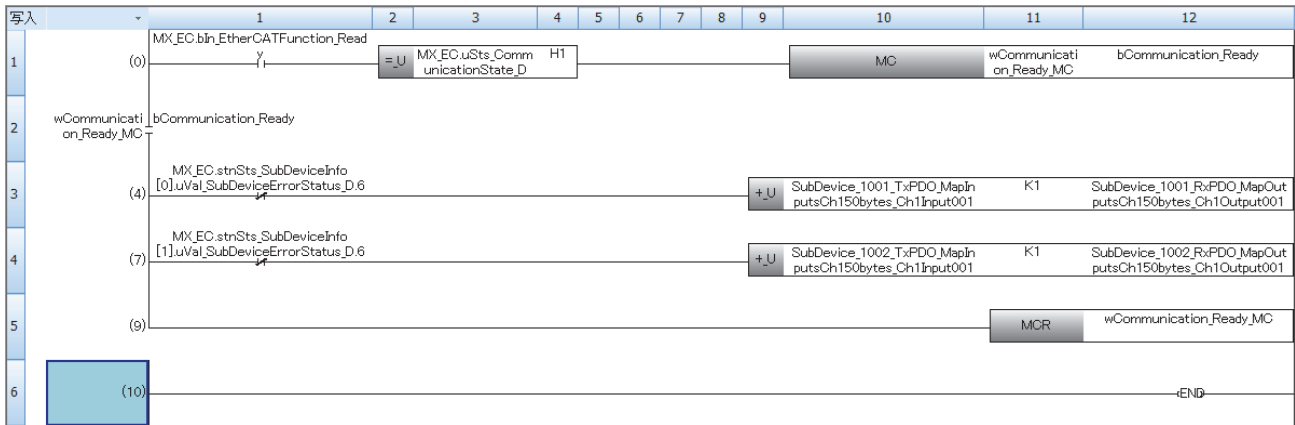 写入 1 2 3 4 5 6 7 8 9 10 11 12
MX_EC.bIn_EtherCATFunction_Read
y
1 (0) =_U MX_EC.uSts_Comm H1 MC wCommunicati bCommunication_Ready
unicationState_D on_Ready_MC
2 wCommunicati bCommunication_Ready
on_Ready_MC
MX_EC.stnSts_SubDeviceInfo
[0].uVal_SubDeviceErrorStatus_D.6
3 (4) +_U SubDevice_1001_TxPDO_MapIn K1 SubDevice_1001_RxPDO_MapOut
putsCh150bytes_Ch1Input001 putsCh150bytes_Ch1Output001
MX_EC.stnSts_SubDeviceInfo
[1].uVal_SubDeviceErrorStatus_D.6
4 (7) +_U SubDevice_1002_TxPDO_MapIn K1 SubDevice_1002_RxPDO_MapOut
putsCh150bytes_Ch1Input001 putsCh150bytes_Ch1Output001
5 (9) MCR wCommunication_Ready_MC
6 (10) END